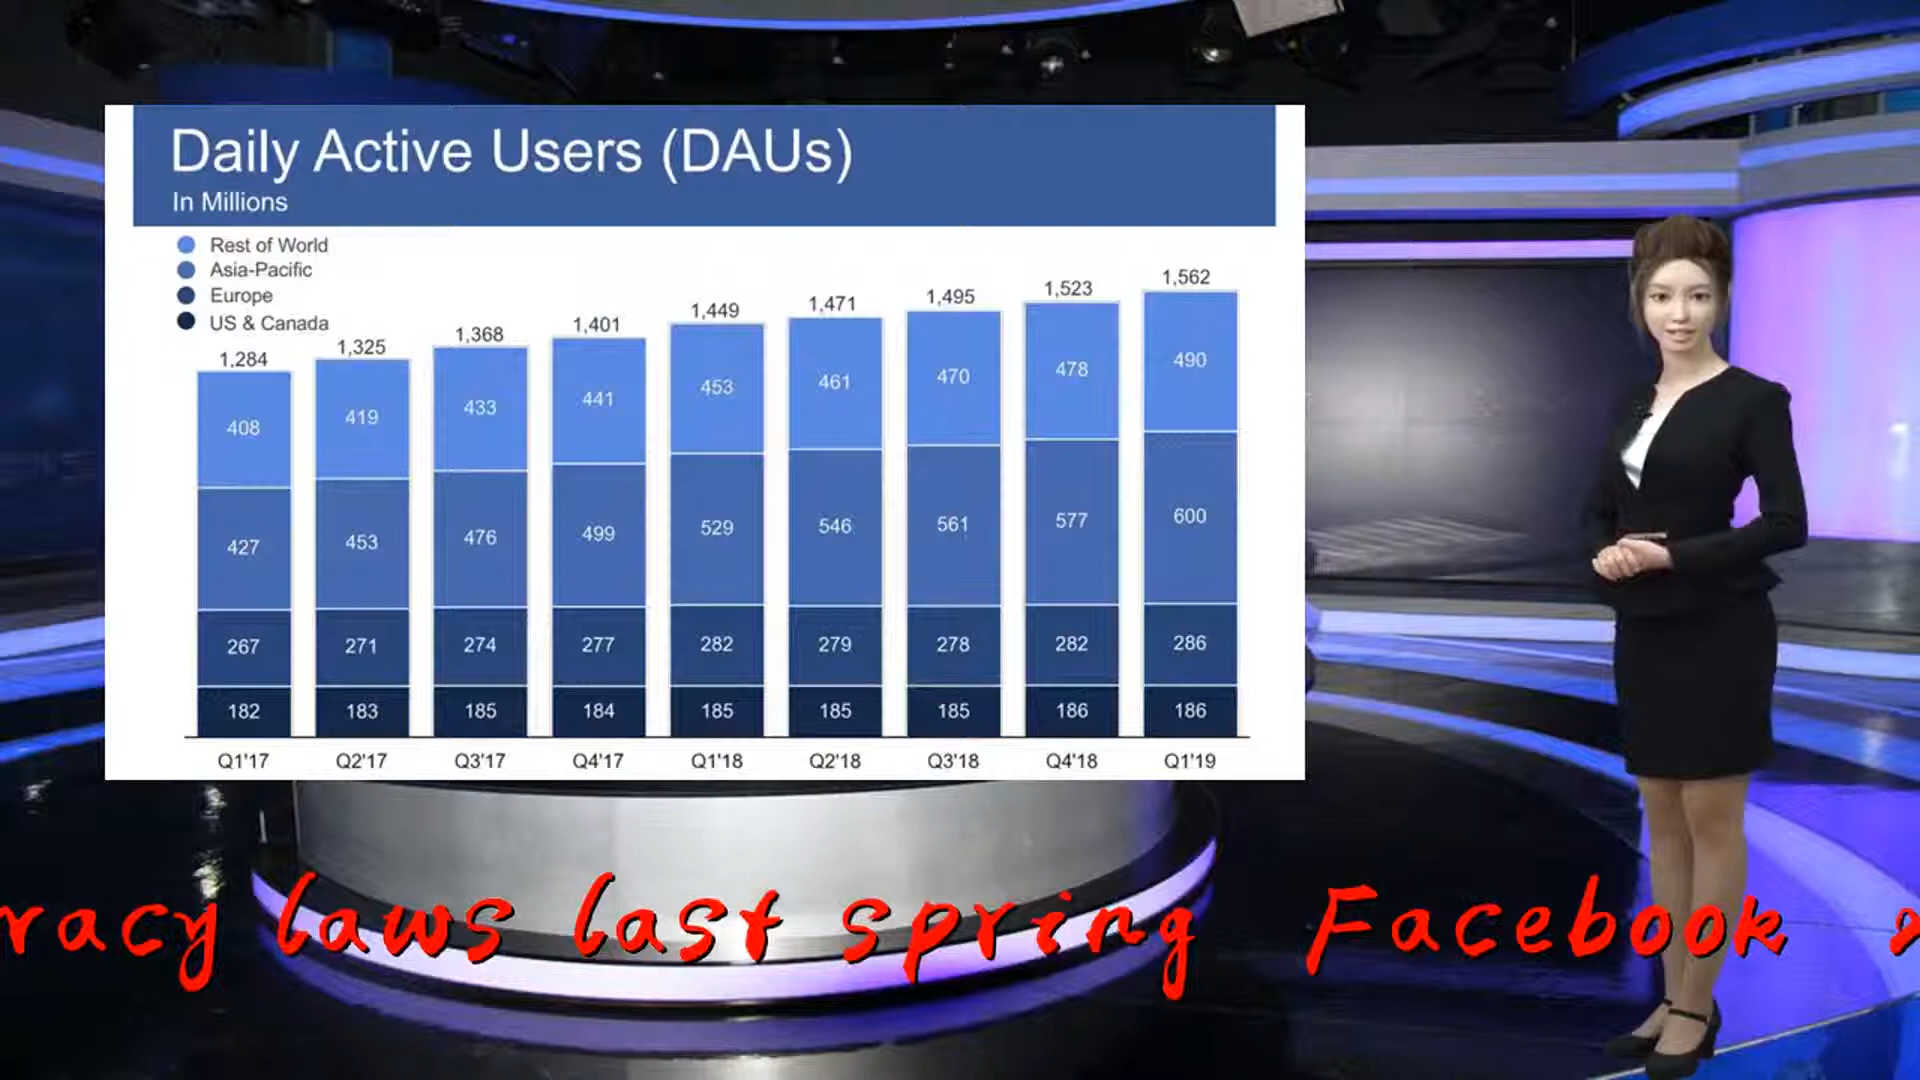 Daily Active Users (DAUs)
In Millions
Rest of World
Asia-Pacific
Europe
US & Canada
1,284 1,325 1,368 1,401 1,449 1,471 1,495 1,523 1,562
408 419 433 441 453 461 470 478 490
427 453 476 499 529 546 561 577 600
267 271 274 277 282 279 278 282 286
182 183 185 184 185 185 185 186 186
Q1'17 Q2'17 Q3'17 Q4'17 Q1'18 Q2'18 Q3'18 Q4'18 Q1'19
laws last spring Facebook